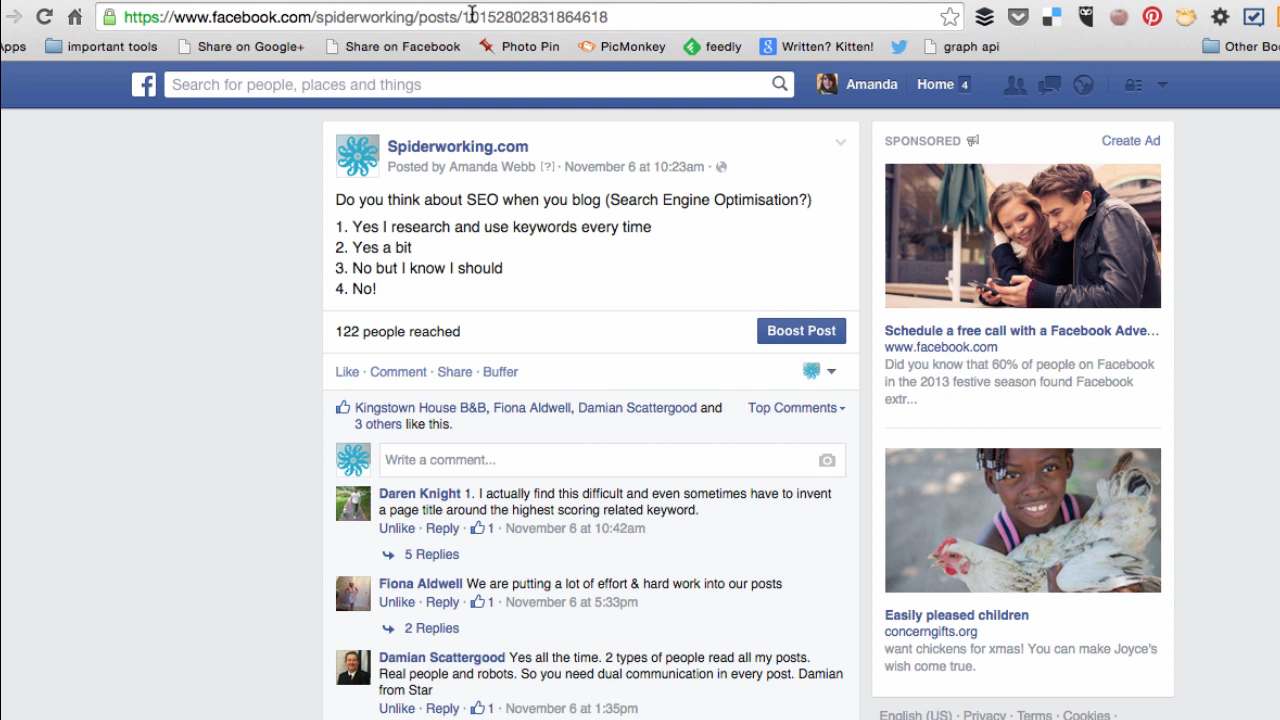 https://www.facebook.com/spiderworking/posts/10152802831864618
Apps important tools Share on Google+ Share on Facebook Photo Pin PicMonkey feedly Written? Kitten! graph api Other Boo
Search for people, places and things Amanda Home 4
Spiderworking.com
Posted by Amanda Webb [?] · November 6 at 10:23am ·
Do you think about SEO when you blog (Search Engine Optimisation?)
1. Yes I research and use keywords every time
2. Yes a bit
3. No but I know I should
4. No!
122 people reached Boost Post
Like · Comment · Share · Buffer
Kingstown House B&B, Fiona Aldwell, Damian Scattergood and
3 others like this.
Top Comments
Write a comment...
Daren Knight 1. I actually find this difficult and even sometimes have to invent
a page title around the highest scoring related keyword.
Unlike · Reply · 1 · November 6 at 10:42am
5 Replies
Fiona Aldwell We are putting a lot of effort & hard work into our posts
Unlike · Reply · 1 · November 6 at 5:33pm
2 Replies
Damian Scattergood Yes all the time. 2 types of people read all my posts.
Real people and robots. So you need dual communication in every post. Damian
from Star
Unlike · Reply · 1 · November 6 at 1:35pm
SPONSORED Create Ad
Schedule a free call with a Facebook Adve...
www.facebook.com
Did you know that 60% of people on Facebook
in the 2013 festive season found Facebook
extr...
Easily pleased children
concerngifts.org
want chickens for xmas! You can make Joyce's
wish come true.
English (US) · Privacy · Terms · Cookies ·